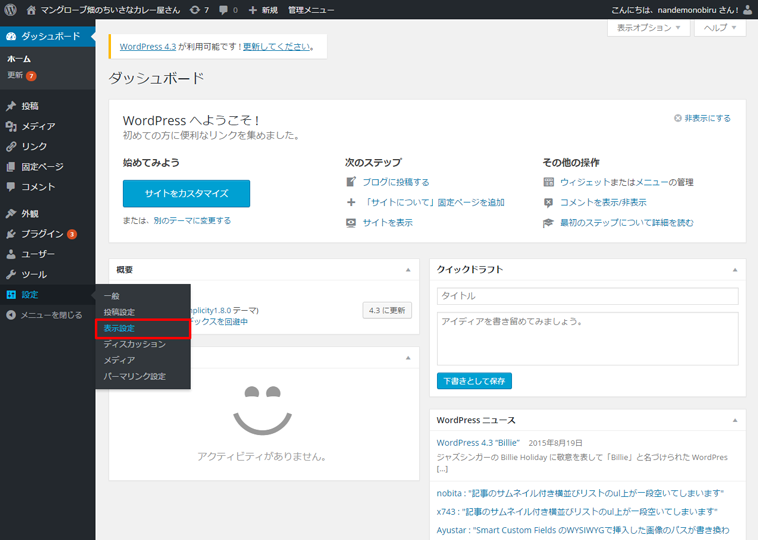 マングローブ畑のちいさなカレー屋さん 7 0 新規 管理メニュー こんにちは、nandemonobiru さん!
ダッシュボード
ホーム
更新 7
投稿
メディア
リンク
固定ページ
コメント
外観
プラグイン 3
ユーザー
ツール
設定
メニューを閉じる
一般
投稿設定
表示設定
ディスカッション
メディア
パーマリンク設定
表示オプション ヘルプ
WordPress 4.3 が利用可能です ! 更新してください。
ダッシュボード
WordPress へようこそ !
初めての方に便利なリンクを集めました。
非表示にする
始めてみよう
サイトをカスタマイズ
または、別のテーマに変更する
次のステップ
ブログに投稿する
「サイトについて」固定ページを追加
サイトを表示
その他の操作
ウィジェットまたはメニューの管理
コメントを表示/非表示
最初のステップについて詳細を読む
概要
plicity1.8.0 テーマ)
4.3 に更新
ックスを回避中
アクティビティがありません。
クイックドラフト
タイトル
アイディアを書き留めてみましょう。
下書きとして保存
WordPress ニュース
WordPress 4.3 “Billie” 2015年8月19日
ジャズシンガーの Billie Holiday に敬意を表して「Billie」と名づけられた WordPres
[...]
nobita : "記事のサムネイル付き横並びリストのul上が一段空いてしまいます"
x743 : "記事のサムネイル付き横並びリストのul上が一段空いてしまいます"
Ayustar : "Smart Custom Fields のWYSIWYGで挿入した画像のパスが書き換わ